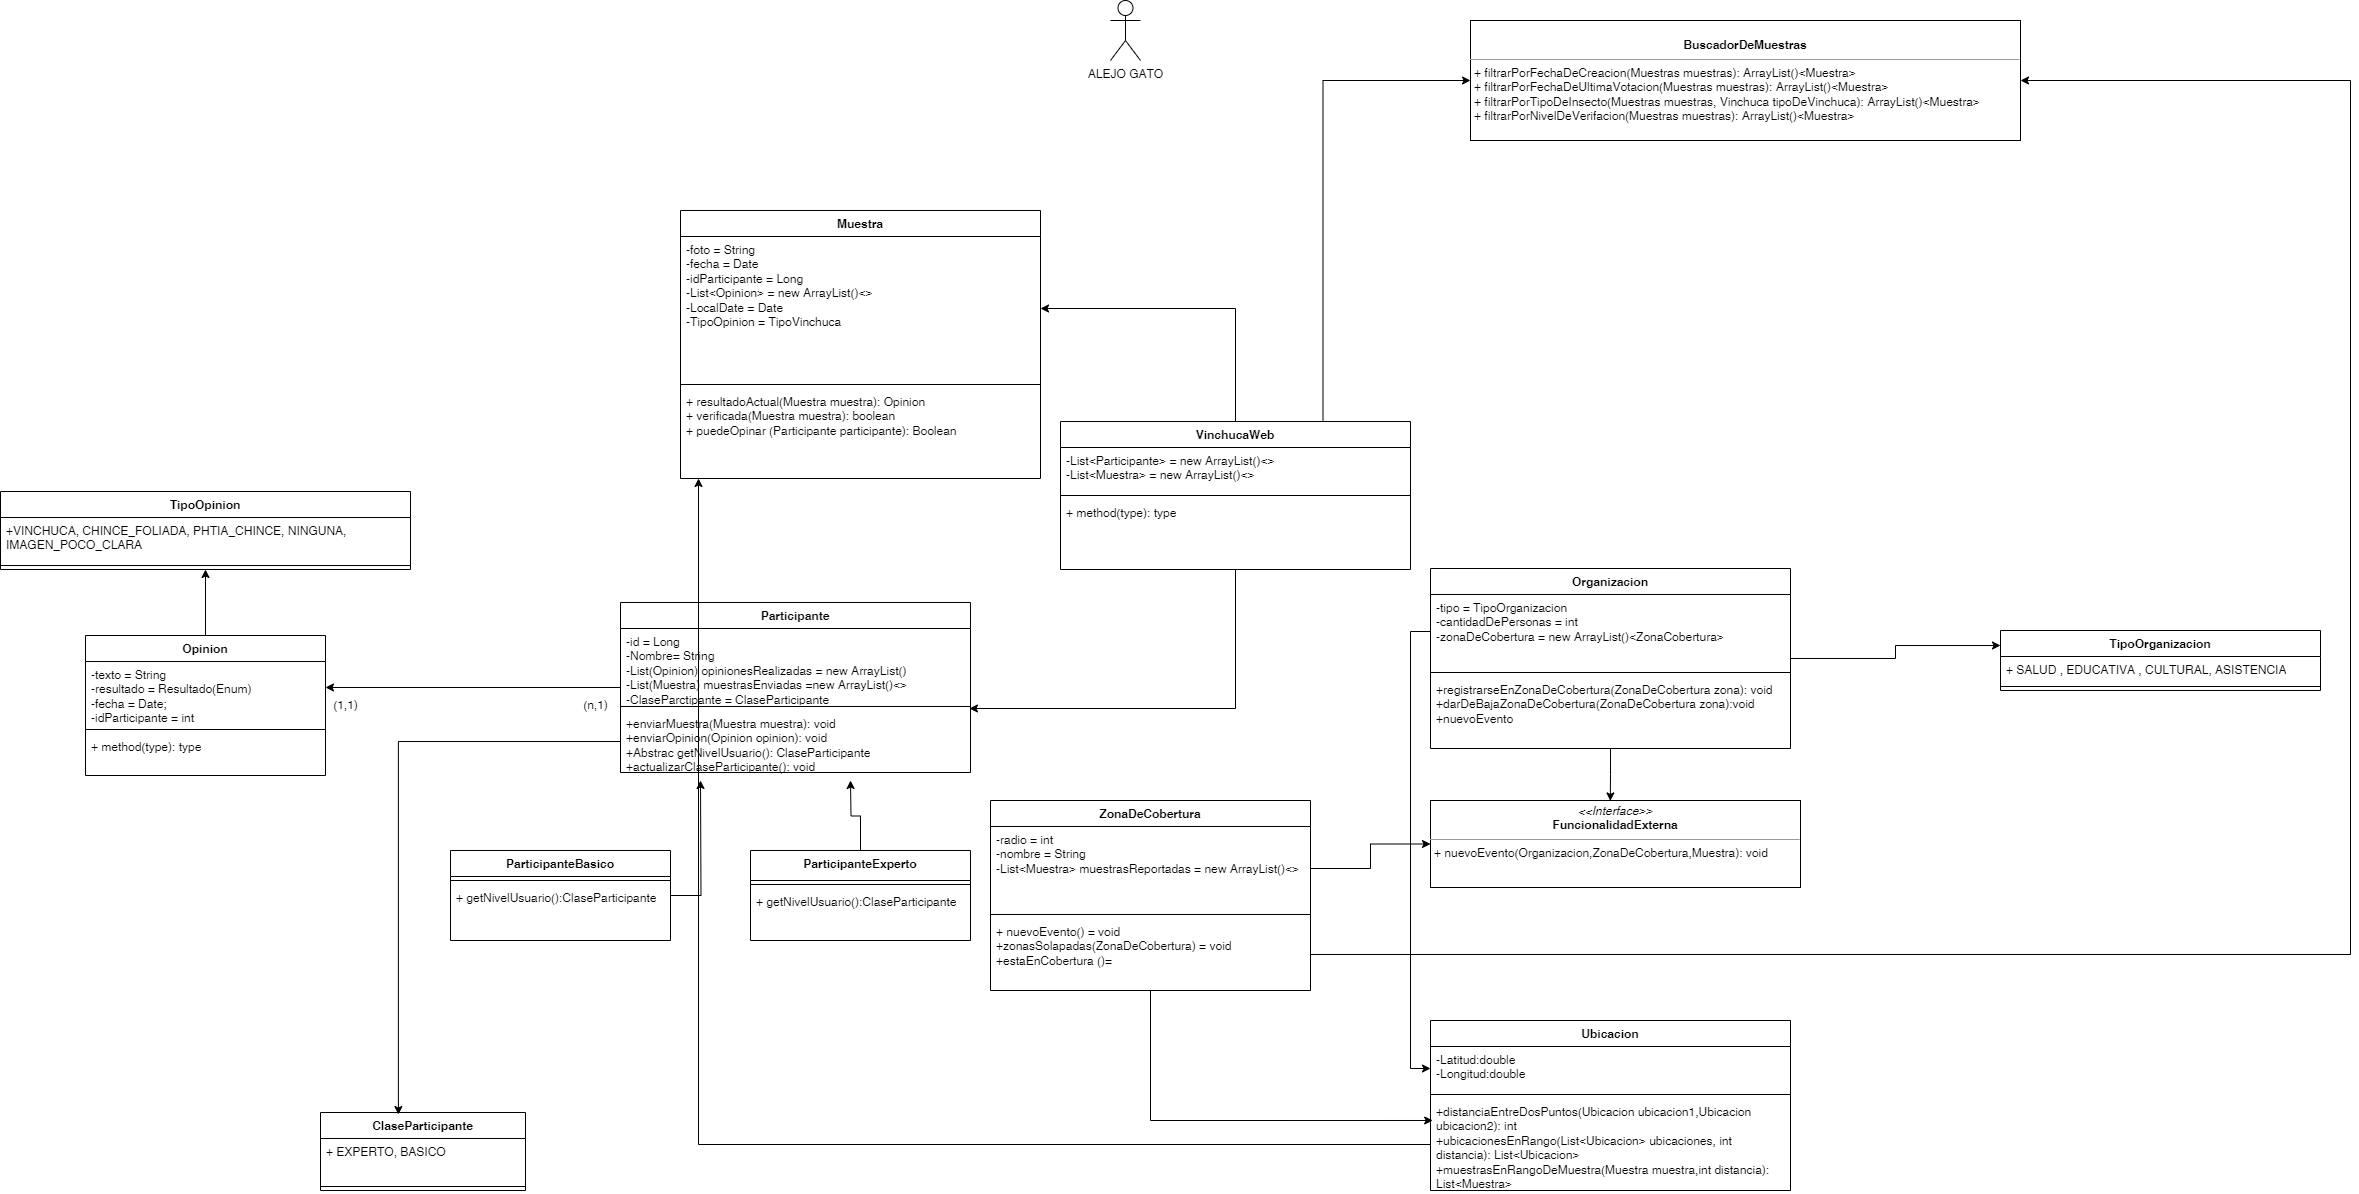 ALEJO GATO
BuscadorDeMuestras
+ filtrarPorFechaDeCreacion(Muestras muestras): ArrayList()<Muestra>
+ filtrarPorFechaDeUltimaVotacion(Muestras muestras): ArrayList()<Muestra>
+ filtrarPorTipoDeInsecto(Muestras muestras, Vinchuca tipoDeVinchuca): ArrayList()<Muestra>
+ filtrarPorNivelDeVerifacion(Muestras muestras): ArrayList()<Muestra>
Muestra
-foto = String
-fecha = Date
-idParticipante = Long
-List<Opinion> = new ArrayList()<>
-LocalDate = Date
-TipoOpinion = TipoVinchuca
+ resultadoActual(Muestra muestra): Opinion
+ verificada(Muestra muestra): boolean
+ puedeOpinar (Participante participante): Boolean
VinchucaWeb
-List<Participante> = new ArrayList()<>
-List<Muestra> = new ArrayList()<>
+ method(type): type
TipoOpinion
+VINCHUCA, CHINCE_FOLIADA, PHTIA_CHINCE, NINGUNA,
IMAGEN_POCO_CLARA
Opinion
-texto = String
-resultado = Resultado(Enum)
-fecha = Date;
-idParticipante = int
+ method(type): type
(1,1)
(n,1)
Participante
-id = Long
-Nombre= String
-List(Opinion) opinionesRealizadas = new ArrayList()
-List(Muestra) muestrasEnviadas =new ArrayList()<>
-ClaseParctipante = ClaseParticipante
+enviarMuestra(Muestra muestra): void
+enviarOpinion(Opinion opinion): void
+Abstrac getNivelUsuario(): ClaseParticipante
+actualizarClaseParticipante(): void
Organizacion
-tipo = TipoOrganizacion
-cantidadDePersonas = int
-zonaDeCobertura = new ArrayList()<ZonaCobertura>
+registrarseEnZonaDeCobertura(ZonaDeCobertura zona): void
+darDeBajaZonaDeCobertura(ZonaDeCobertura zona):void
+nuevoEvento
TipoOrganizacion
+ SALUD , EDUCATIVA , CULTURAL, ASISTENCIA
<<Interface>>
FuncionalidadExterna
+ nuevoEvento(Organizacion,ZonaDeCobertura,Muestra): void
ZonaDeCobertura
-radio = int
-nombre = String
-List<Muestra> muestrasReportadas = new ArrayList()<>
+ nuevoEvento() = void
+zonasSolapadas(ZonaDeCobertura) = void
+estaEnCobertura ()=
ParticipanteBasico
+ getNivelUsuario():ClaseParticipante
ParticipanteExperto
+ getNivelUsuario():ClaseParticipante
Ubicacion
-Latitud:double
-Longitud:double
+distanciaEntreDosPuntos(Ubicacion ubicacion1,Ubicacion
ubicacion2): int
+ubicacionesEnRango(List<Ubicacion> ubicaciones, int
distancia): List<Ubicacion>
+muestrasEnRangoDeMuestra(Muestra muestra,int distancia):
List<Muestra>
ClaseParticipante
+ EXPERTO, BASICO